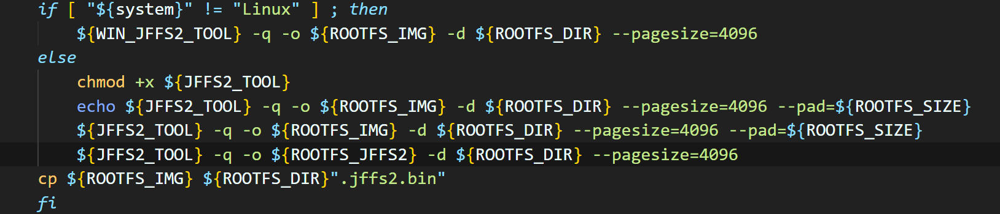 if [ "${system}" != "Linux" ] ; then
${WIN_JFFS2_TOOL} -q -o ${ROOTFS_IMG} -d ${ROOTFS_DIR} --pagesize=4096
else
chmod +x ${JFFS2_TOOL}
echo ${JFFS2_TOOL} -q -o ${ROOTFS_IMG} -d ${ROOTFS_DIR} --pagesize=4096 --pad=${ROOTFS_SIZE}
${JFFS2_TOOL} -q -o ${ROOTFS_IMG} -d ${ROOTFS_DIR} --pagesize=4096 --pad=${ROOTFS_SIZE}
${JFFS2_TOOL} -q -o ${ROOTFS_JFFS2} -d ${ROOTFS_DIR} --pagesize=4096
cp ${ROOTFS_IMG} ${ROOTFS_DIR}".jffs2.bin"
fi